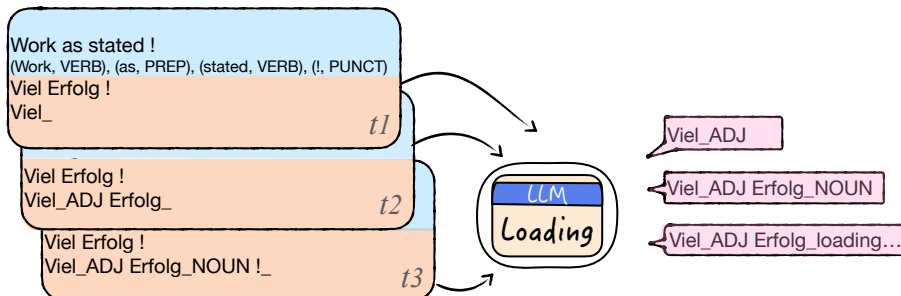 Work as stated !
(Work, VERB), (as, PREP), (stated, VERB), (!, PUNCT)
Viel Erfolg !
Viel_
t1
Viel Erfolg !
Viel_ADJ Erfolg_
t2
Viel Erfolg !
Viel_ADJ Erfolg_NOUN !_
t3
LLM
Loading
Viel_ADJ
Viel_ADJ Erfolg_NOUN
Viel_ADJ Erfolg_loading…